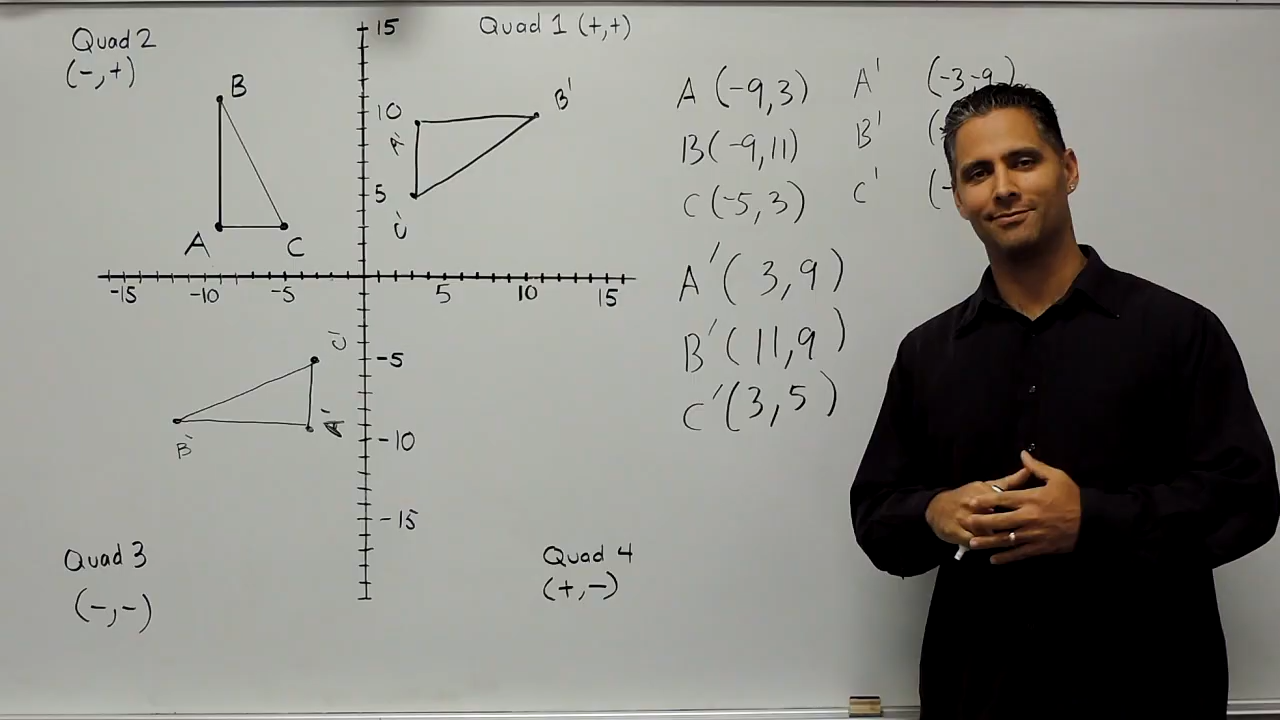 Quad 2
(-,+)
Quad 1 (+,+)
15
10
5
-15
-10
-5
5
10
15
-5
-10
-15
B
A
C
A'
B'
C'
C'
A'
B'
Quad 3
(-,-)
Quad 4
(+,-)
A (-9,3)
B(-9,11)
C(-5,3)
A' (-3,-9)
B' (
C' (-
A'( 3,9)
B'(11,9)
C'(3,5)